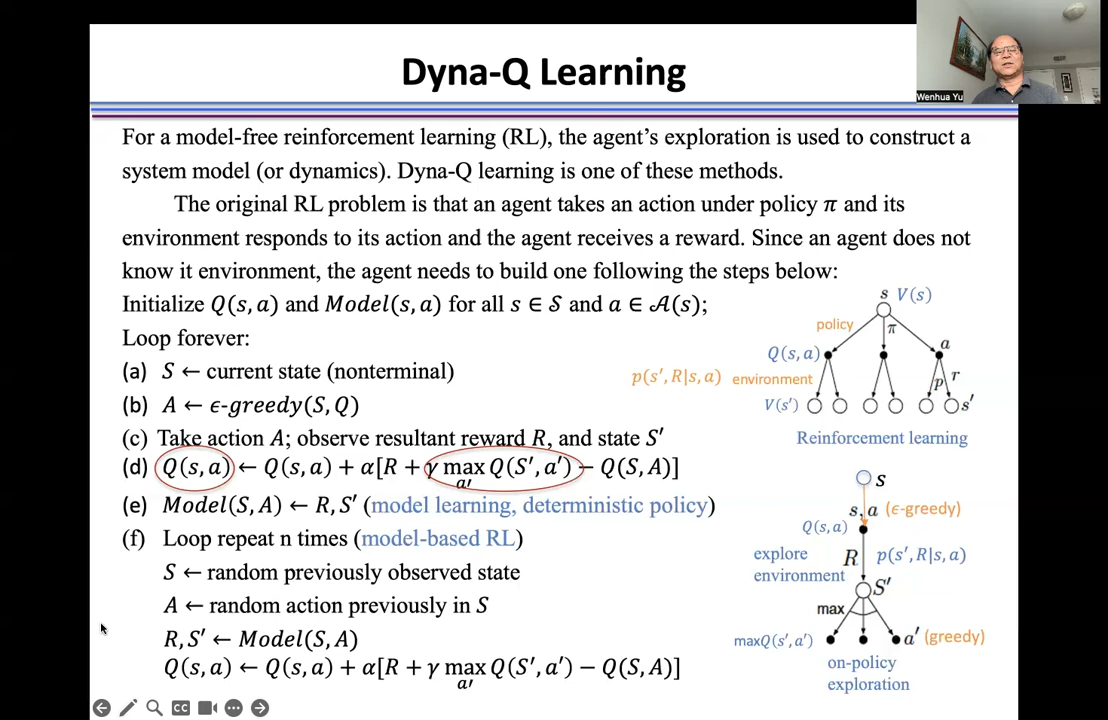 Dyna-Q Learning
Wenhua Yu
For a model-free reinforcement learning (RL), the agent's exploration is used to construct a
system model (or dynamics). Dyna-Q learning is one of these methods.
The original RL problem is that an agent takes an action under policy π and its
environment responds to its action and the agent receives a reward. Since an agent does not
know it environment, the agent needs to build one following the steps below:
Initialize Q(s, a) and Model(s, a) for all s ∈ 𝒮 and a ∈ 𝒜(s);
Loop forever:
(a) S ← current state (nonterminal)
(b) A ← ϵ-greedy(S, Q)
(c) Take action A; observe resultant reward R, and state S′
(d) Q(s, a) ← Q(s, a) + α[R + γ max Q(S′, a′) − Q(S, A)]
a′
(e) Model(S, A) ← R, S′ (model learning, deterministic policy)
(f) Loop repeat n times (model-based RL)
S ← random previously observed state
A ← random action previously in S
R, S′ ← Model(S, A)
Q(s, a) ← Q(s, a) + α[R + γ max Q(S′, a′) − Q(S, A)]
a′
s V(s)
policy π
a
Q(s, a)
p(s′, R|s, a) environment p r
V(s′) s′
Reinforcement learning
s
s, a (ϵ-greedy)
Q(s, a)
explore R p(s′, R|s, a)
environment
S′
max
maxQ(s′, a′) a′ (greedy)
on-policy
exploration
CC